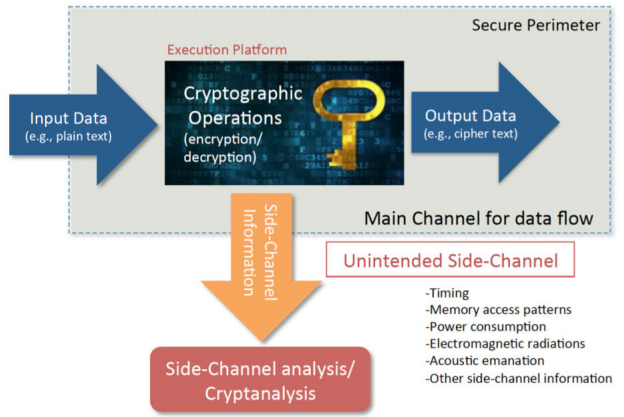 Secure Perimeter
Execution Platform
Input Data
(e.g., plain text)
Cryptographic
Operations
(encryption/
decryption)
Output Data
(e.g., cipher text)
Main Channel for data flow
Side-Channel
Information
Unintended Side-Channel
-Timing
-Memory access patterns
-Power consumption
-Electromagnetic radiations
-Acoustic emanation
-Other side-channel information
Side-Channel analysis/
Cryptanalysis